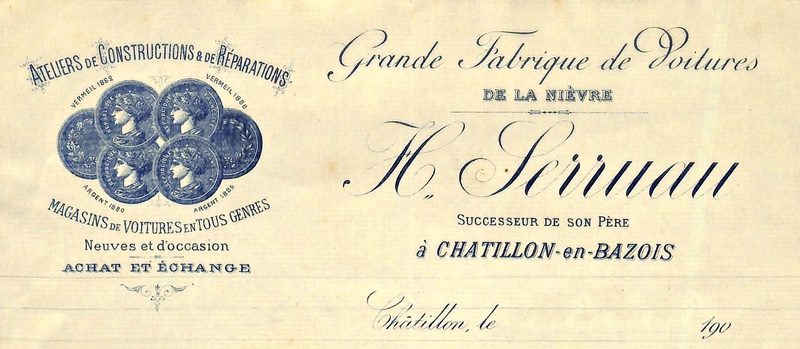 ATELIERS DE CONSTRUCTIONS & DE RÉPARATIONS
VERMEIL 1862
VERMEIL 1886
ARGENT 1880
ARGENT 1885
MAGASINS DE VOITURES EN TOUS GENRES
Neuves et d'occasion
ACHAT ET ÉCHANGE
Grande Fabrique de Voitures
DE LA NIÈVRE
H. Serruau
SUCCESSEUR DE SON PÈRE
à CHATILLON-en-BAZOIS
Châtillon, le 190